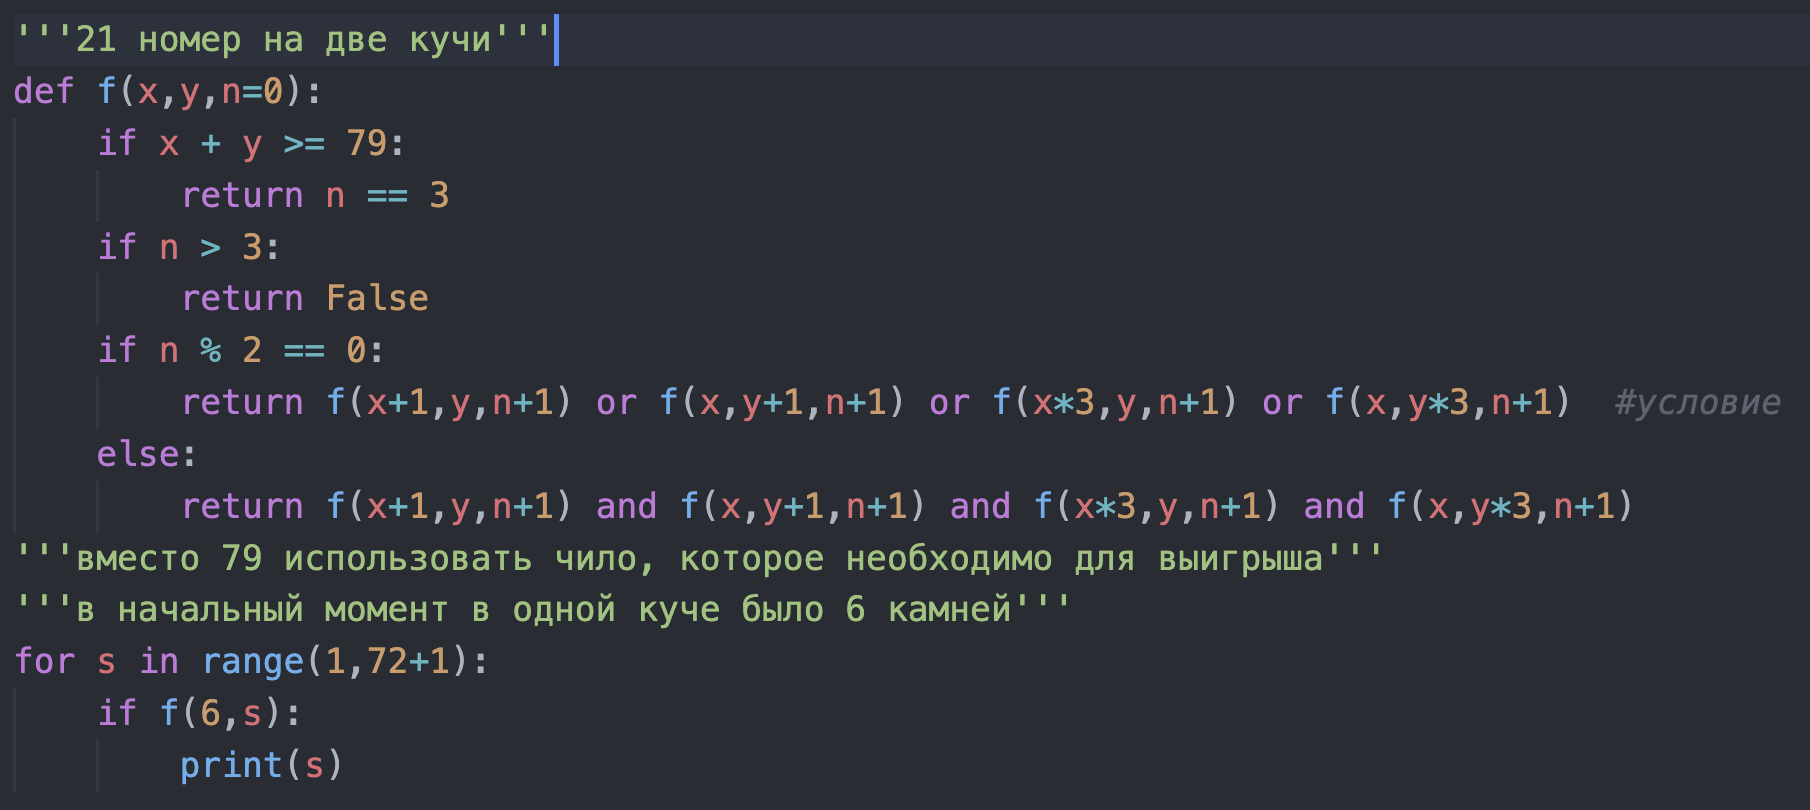 '''21 номер на две кучи'''
def f(x,y,n=0):
    if x + y >= 79:
        return n == 3
    if n > 3:
        return False
    if n % 2 == 0:
        return f(x+1,y,n+1) or f(x,y+1,n+1) or f(x*3,y,n+1) or f(x,y*3,n+1)  #условие
    else:
        return f(x+1,y,n+1) and f(x,y+1,n+1) and f(x*3,y,n+1) and f(x,y*3,n+1)
'''вместо 79 использовать чило, которое необходимо для выигрыша'''
'''в начальный момент в одной куче было 6 камней'''
for s in range(1,72+1):
    if f(6,s):
        print(s)